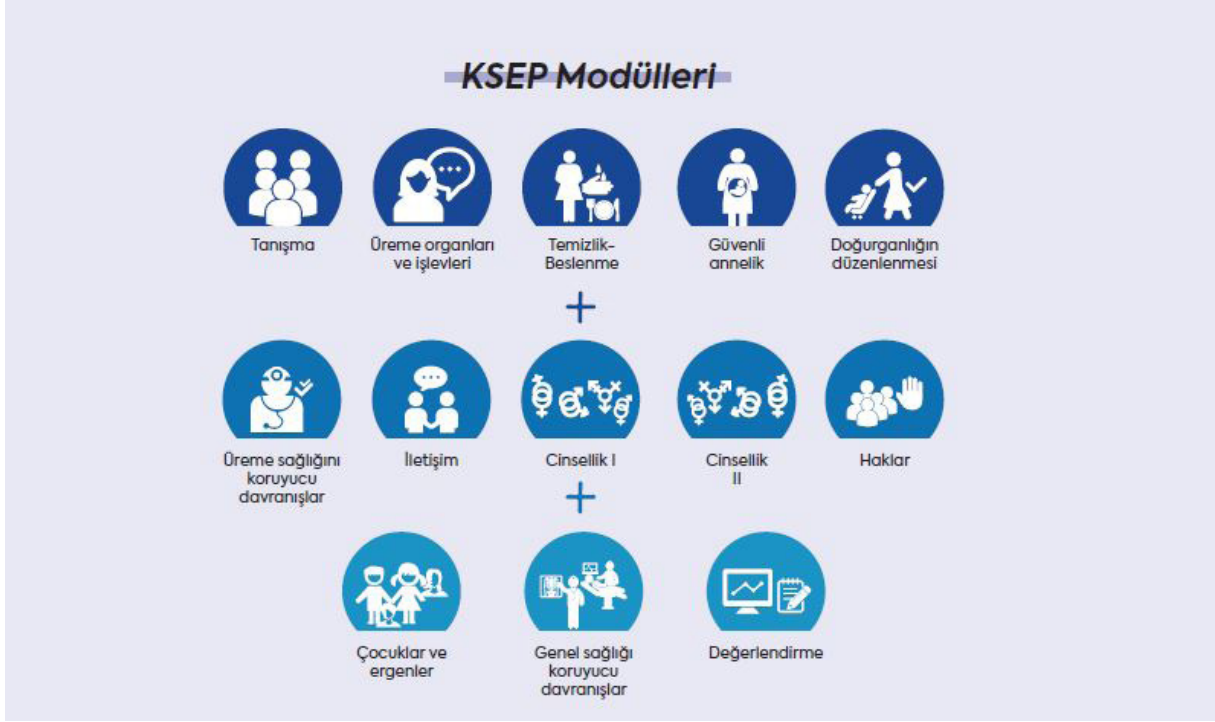 KSEP Modülleri
Tanışma
Üreme organları
ve işlevleri
Temizlik-
Beslenme
Güvenli
annelik
Doğurganlığın
düzenlenmesi
+
Üreme sağlığını
koruyucu
davranışlar
İletişim
Cinsellik I
Cinsellik
II
Haklar
+
Çocuklar ve
ergenler
Genel sağlığı
koruyucu
davranışlar
Değerlendirme